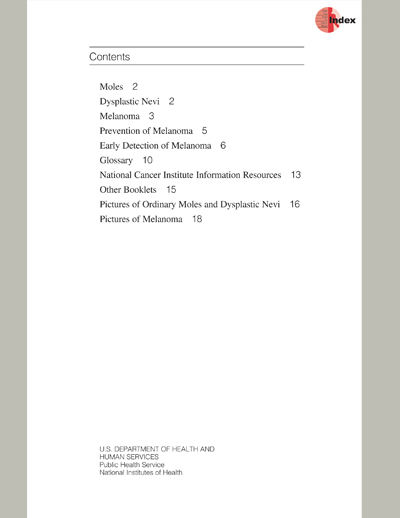 Index
Contents
Moles 2
Dysplastic Nevi 2
Melanoma 3
Prevention of Melanoma 5
Early Detection of Melanoma 6
Glossary 10
National Cancer Institute Information Resources 13
Other Booklets 15
Pictures of Ordinary Moles and Dysplastic Nevi 16
Pictures of Melanoma 18
U.S. DEPARTMENT OF HEALTH AND
HUMAN SERVICES
Public Health Service
National Institutes of Health